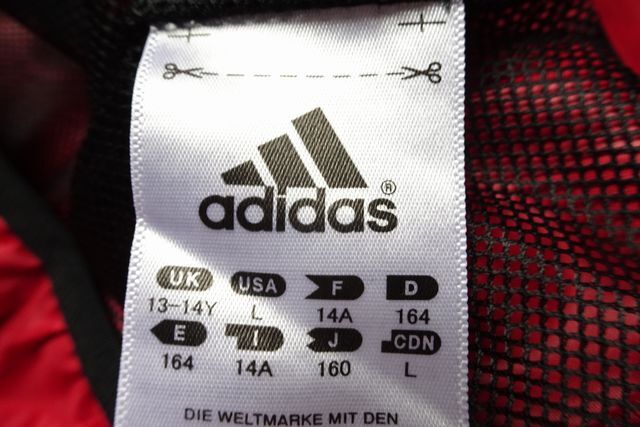 adidas®
UK USA F D
13-14Y L 14A 164
E I J CDN
164 14A 160 L
DIE WELTMARKE MIT DEN